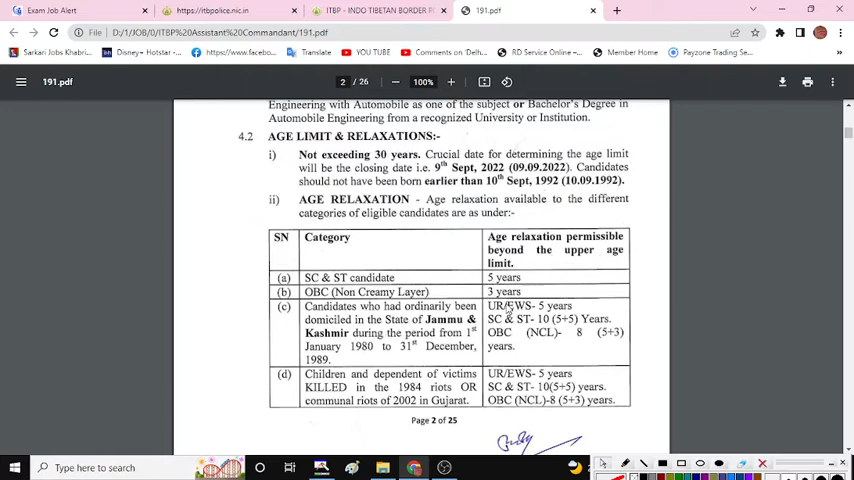 Exam Job Alert
https://itbpolice.nic.in
ITBP - INDO TIBETAN BORDER P
191.pdf
File | D:/1/JOB/0/ITBP%20Assistant%20Commandant/191.pdf
Sarkari Jobs Khabri...
Disney+ Hotstar -...
https://www.facebo...
Translate
YOU TUBE
Comments on 'Delh...
RD Online Service
Member Home
Payzone Trading Se...
191.pdf
2 / 26
100%
Engineering with Automobile as one of the subject or Bachelor's Degree in
Automobile Engineering from a recognized University or Institution.
4.2 AGE LIMIT & RELAXATIONS:-
i) Not exceeding 30 years. Crucial date for determining the age limit
will be the closing date i.e. 9th Sept, 2022 (09.09.2022). Candidates
should not have been born earlier than 10th Sept, 1992 (10.09.1992).
ii) AGE RELAXATION - Age relaxation available to the different
categories of eligible candidates are as under:-
SN Category Age relaxation permissible
beyond the upper age
limit.
(a) SC & ST candidate 5 years
(b) OBC (Non Creamy Layer) 3 years
(c) Candidates who had ordinarily been UR/EWS- 5 years
domiciled in the State of Jammu & SC & ST- 10 (5+5) Years.
Kashmir during the period from 1st OBC (NCL)- 8 (5+3)
January 1980 to 31st December, years.
1989.
(d) Children and dependent of victims UR/EWS- 5 years
KILLED in the 1984 riots OR SC & ST- 10(5+5) years.
communal riots of 2002 in Gujarat. OBC (NCL)-8 (5+3) years.
Page 2 of 25
Type here to search